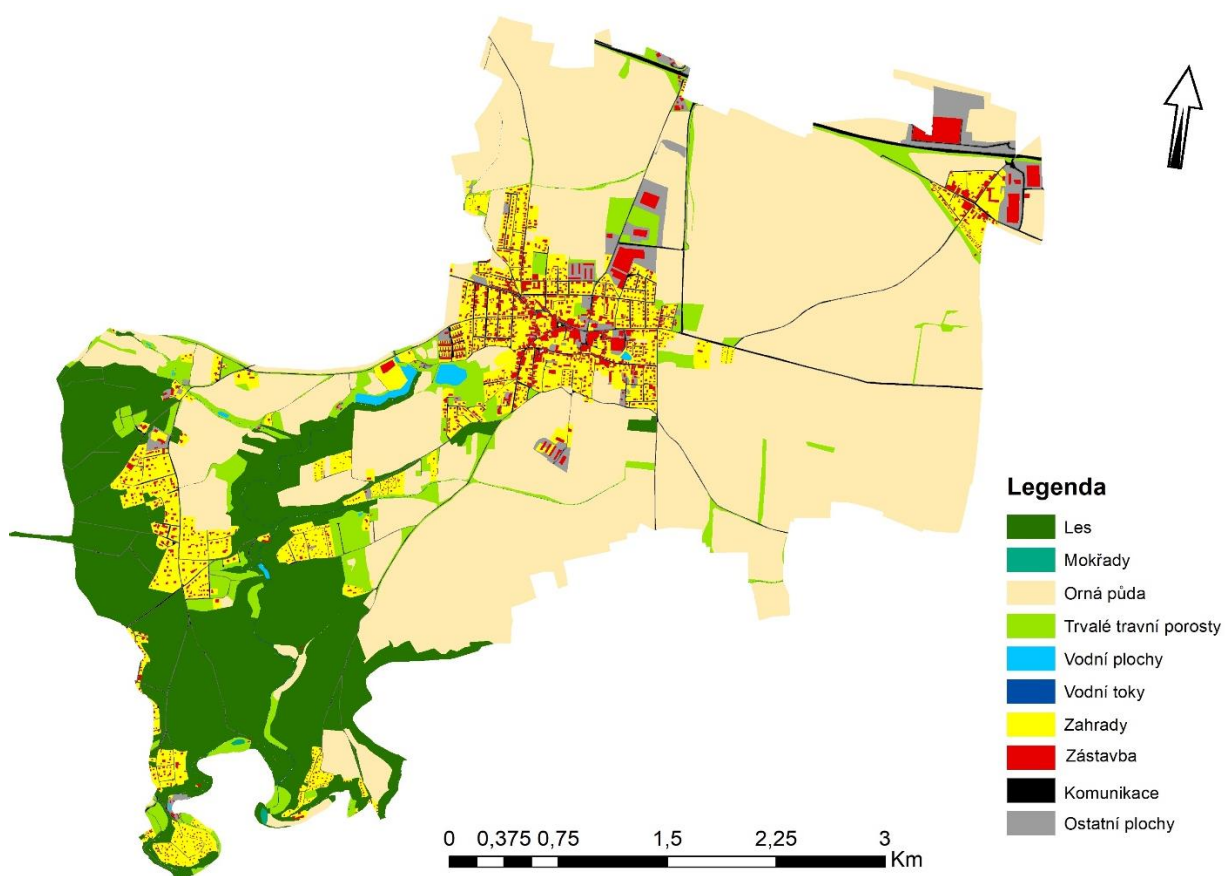 Legenda
Les
Mokřady
Orná půda
Trvalé travní porosty
Vodní plochy
Vodní toky
Zahrady
Zástavba
Komunikace
Ostatní plochy
0 0,375 0,75 1,5 2,25 3
Km